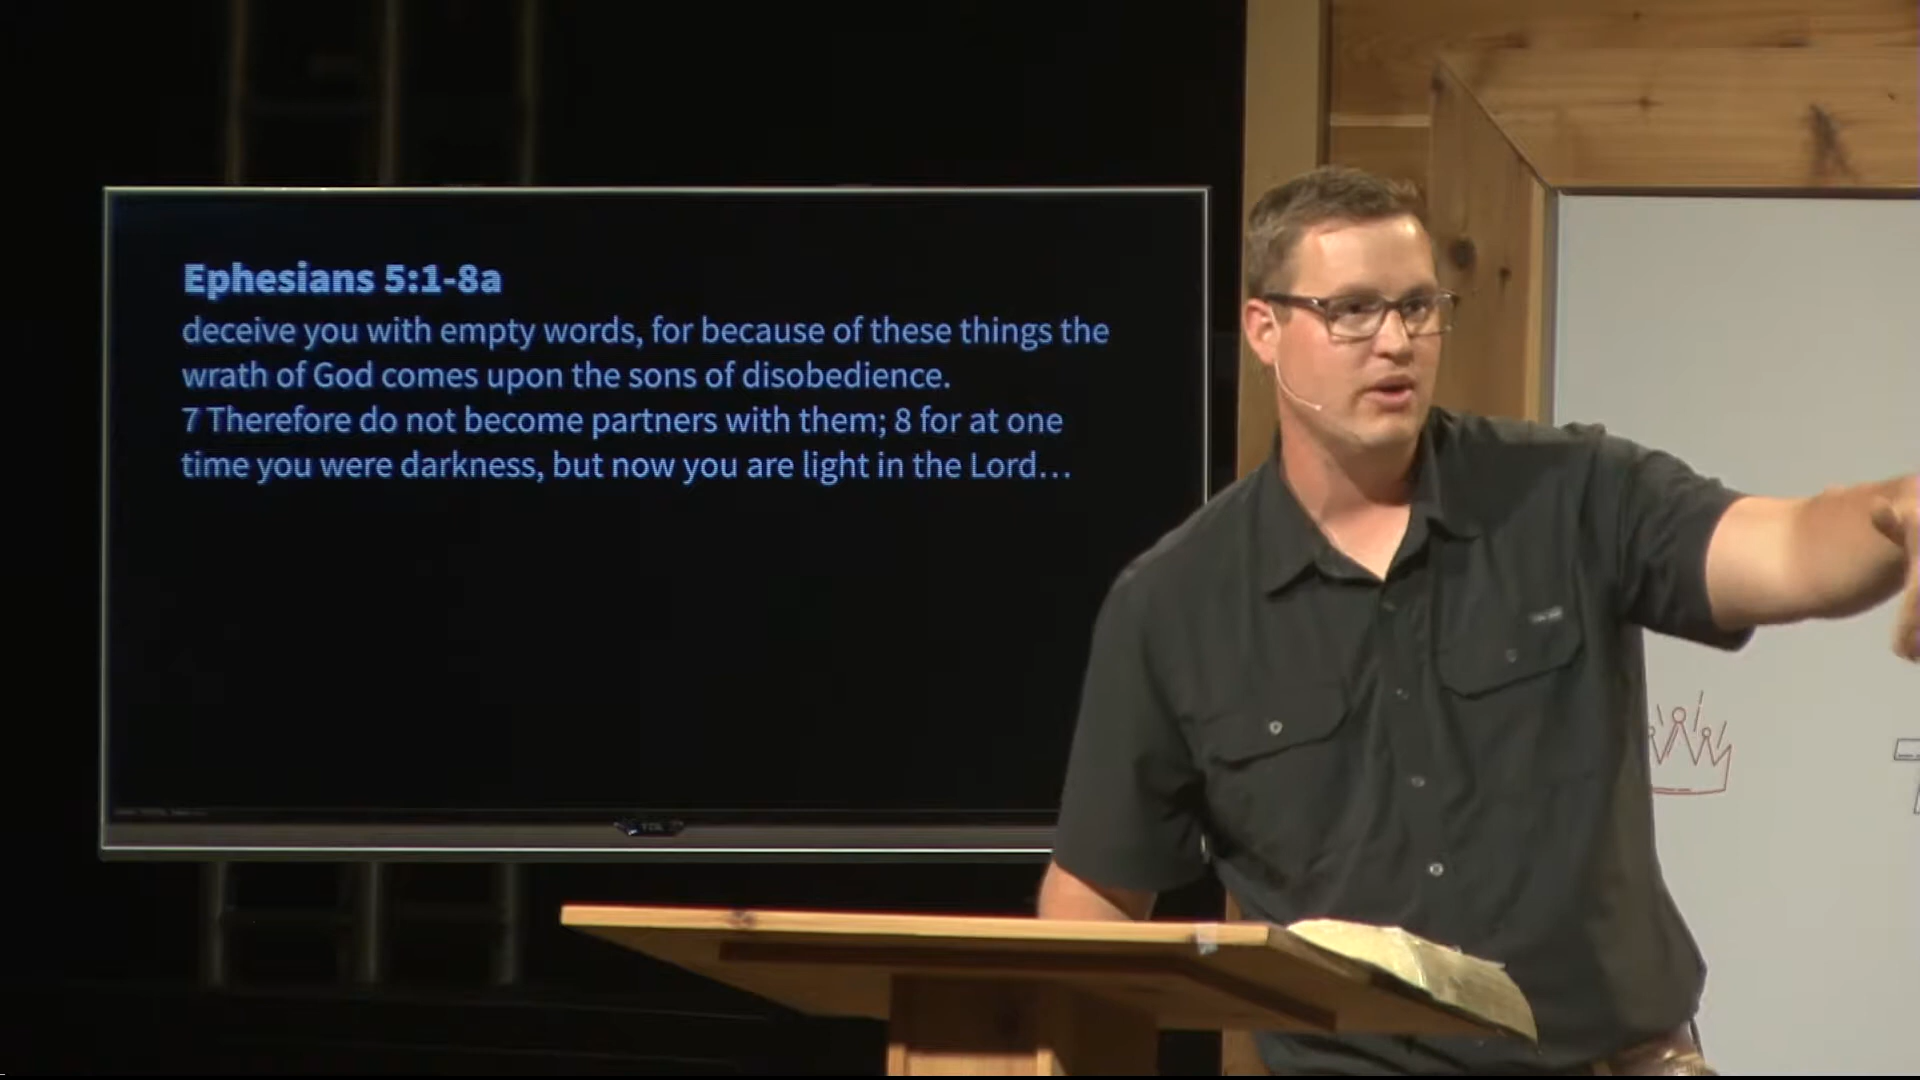 Ephesians 5:1-8a
deceive you with empty words, for because of these things the
wrath of God comes upon the sons of disobedience.
7 Therefore do not become partners with them; 8 for at one
time you were darkness, but now you are light in the Lord…
TCL